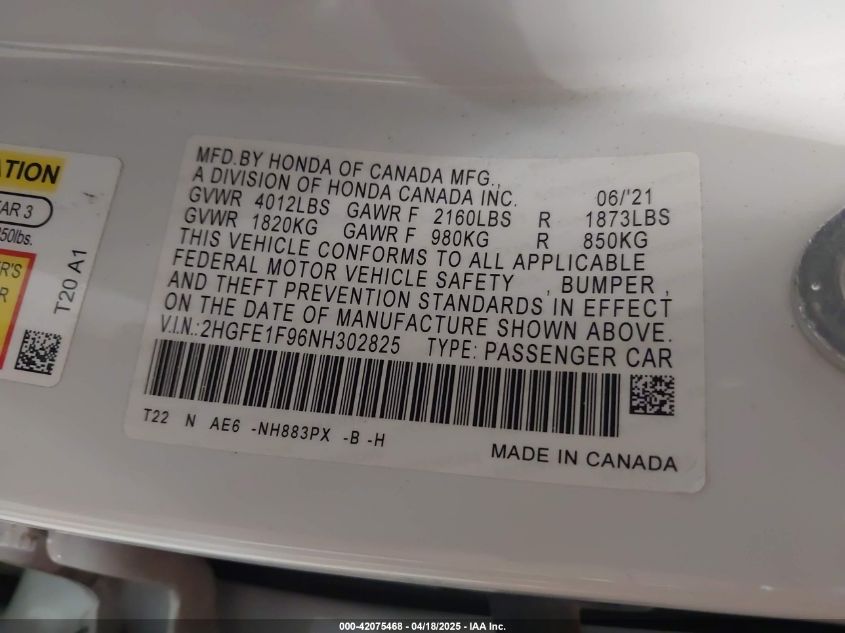 ATION
AR 3
50lbs.
R'S
R
T20 A1
MFD.BY HONDA OF CANADA MFG.,
A DIVISION OF HONDA CANADA INC. 06/'21
GVWR 4012LBS GAWR F 2160LBS R 1873LBS
GVWR 1820KG GAWR F 980KG R 850KG
THIS VEHICLE CONFORMS TO ALL APPLICABLE
FEDERAL MOTOR VEHICLE SAFETY , BUMPER ,
AND THEFT PREVENTION STANDARDS IN EFFECT
ON THE DATE OF MANUFACTURE SHOWN ABOVE.
V.I.N.:2HGFE1F96NH302825 TYPE: PASSENGER CAR
T22 N AE6 -NH883PX -B -H
MADE IN CANADA
000-42075468 - 04/18/2025 - IAA Inc.